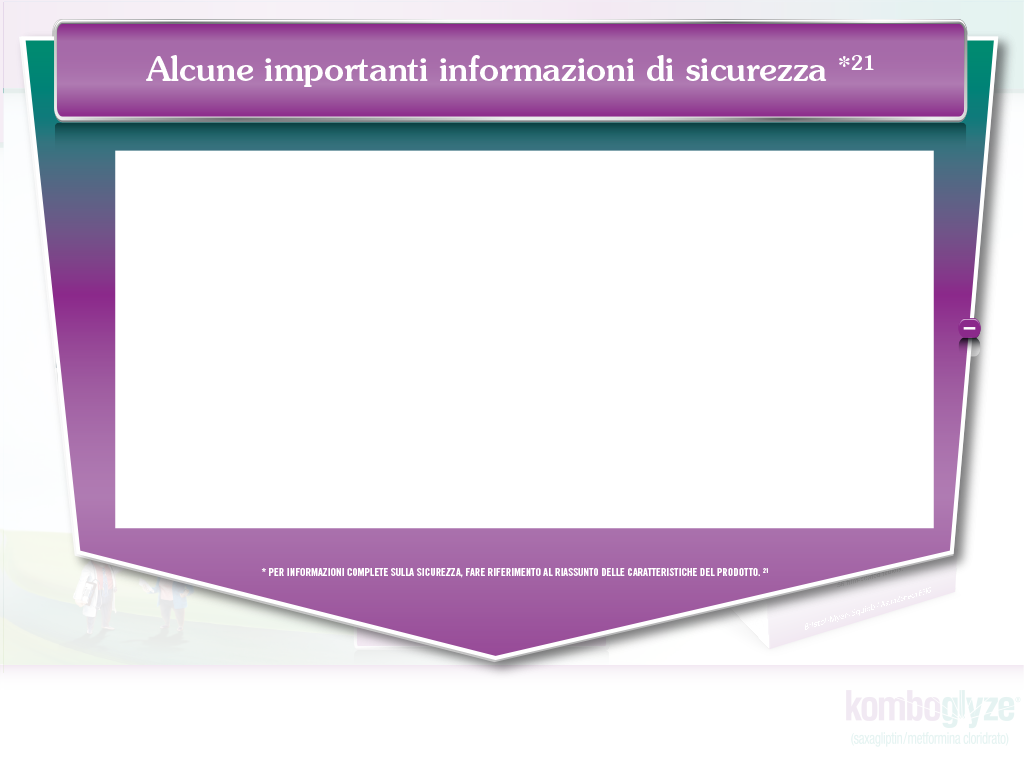 Alcune importanti informazioni di sicurezza *21
* PER INFORMAZIONI COMPLETE SULLA SICUREZZA, FARE RIFERIMENTO AL RIASSUNTO DELLE CARATTERISTICHE DEL PRODOTTO. 21
komboglyze®
(saxagliptin/metformina cloridrato)